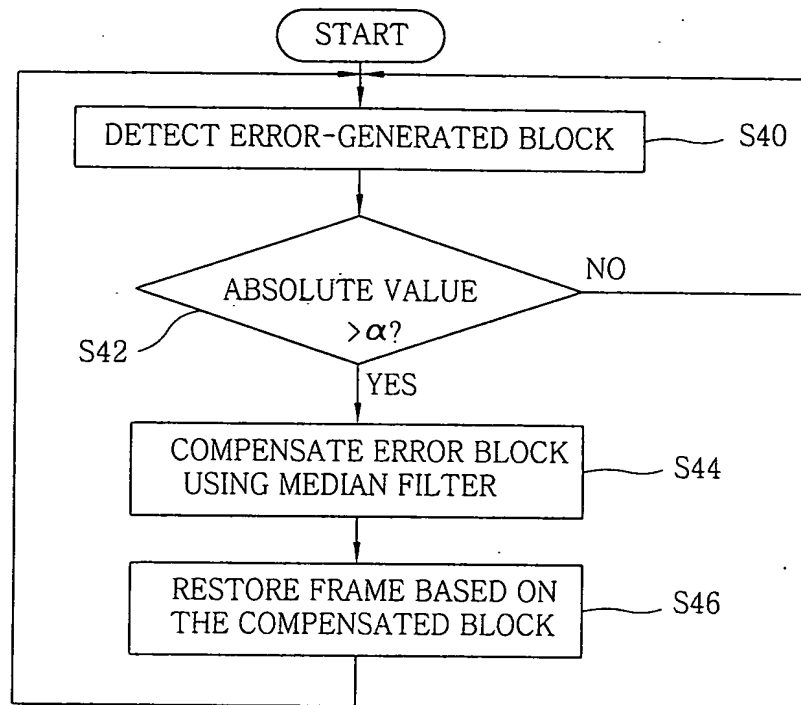 START
DETECT ERROR-GENERATED BLOCK
S40
NO
ABSOLUTE VALUE
>α?
S42
YES
COMPENSATE ERROR BLOCK
USING MEDIAN FILTER
S44
RESTORE FRAME BASED ON
THE COMPENSATED BLOCK
S46